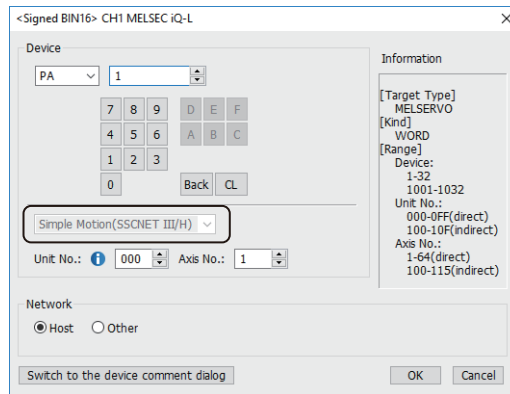 <Signed BIN16> CH1 MELSEC iQ-L
Device
PA 1
7 8 9 D E F
4 5 6 A B C
1 2 3
0 Back CL
Simple Motion(SSCNET III/H)
Unit No.: 000 Axis No.: 1
Information
[Target Type]
MELSERVO
[Kind]
WORD
[Range]
Device:
1-32
1001-1032
Unit No.:
000-0FF(direct)
100-10F(indirect)
Axis No.:
1-64(direct)
100-115(indirect)
Network
Host Other
Switch to the device comment dialog OK Cancel